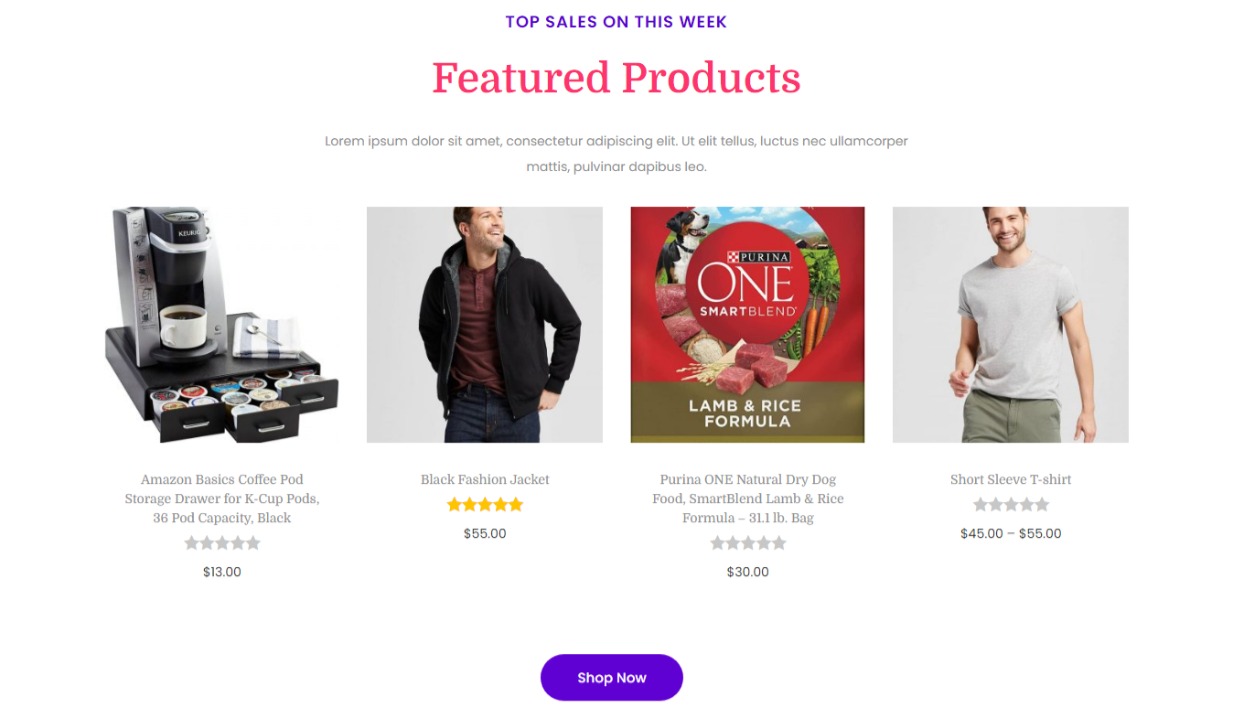 TOP SALES ON THIS WEEK
Featured Products
Lorem ipsum dolor sit amet, consectetur adipiscing elit. Ut elit tellus, luctus nec ullamcorper
mattis, pulvinar dapibus leo.
KEURIG
PURINA
ONE
SMARTBLEND
LAMB & RICE
FORMULA
Amazon Basics Coffee Pod
Storage Drawer for K-Cup Pods,
36 Pod Capacity, Black
$13.00
Black Fashion Jacket
$55.00
Purina ONE Natural Dry Dog
Food, SmartBlend Lamb & Rice
Formula – 31.1 lb. Bag
$30.00
Short Sleeve T-shirt
$45.00 – $55.00
Shop Now